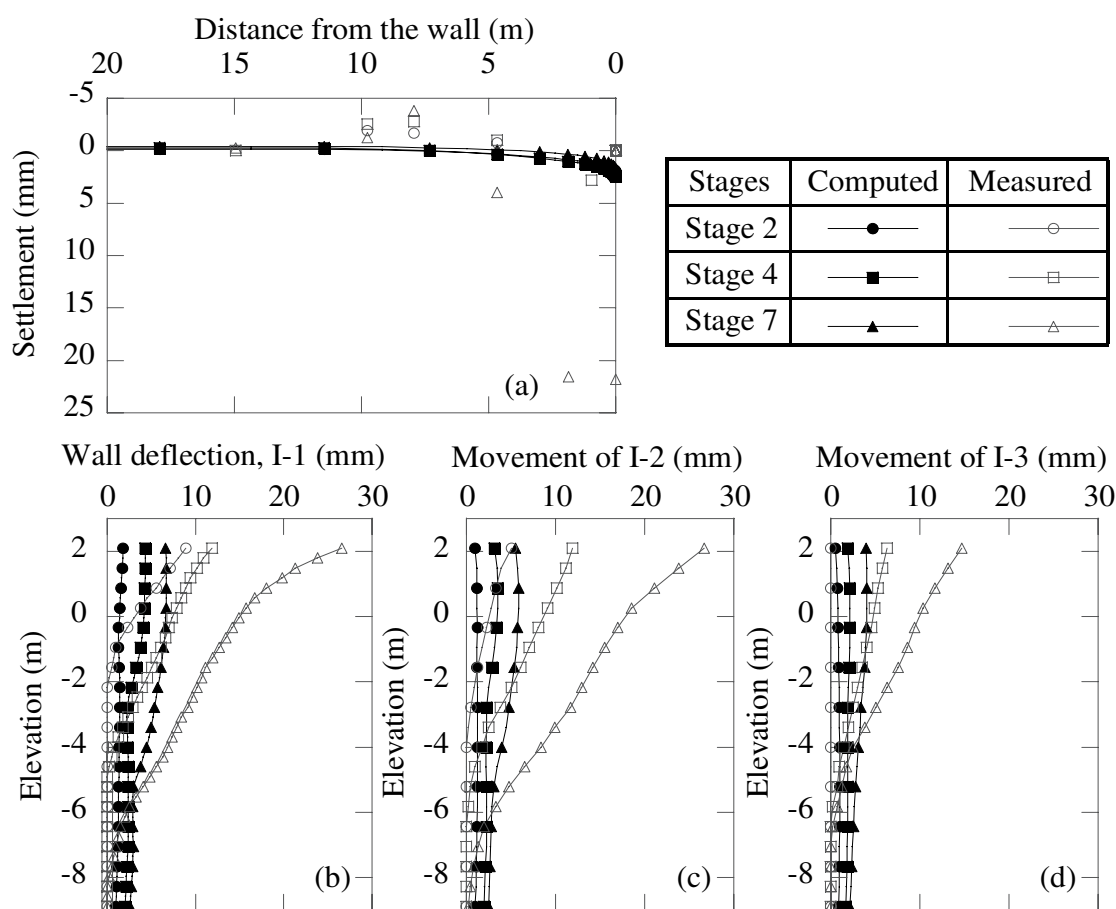 Distance from the wall (m)
20 15 10 5 0
-5
0
5
10
15
20
25
Settlement (mm)
(a)
Stages Computed Measured
Stage 2
Stage 4
Stage 7
Wall deflection, I-1 (mm)
0 10 20 30
2
0
-2
-4
-6
-8
Elevation (m)
(b)
Movement of I-2 (mm)
0 10 20 30
2
0
-2
-4
-6
-8
Elevation (m)
(c)
Movement of I-3 (mm)
0 10 20 30
2
0
-2
-4
-6
-8
Elevation (m)
(d)